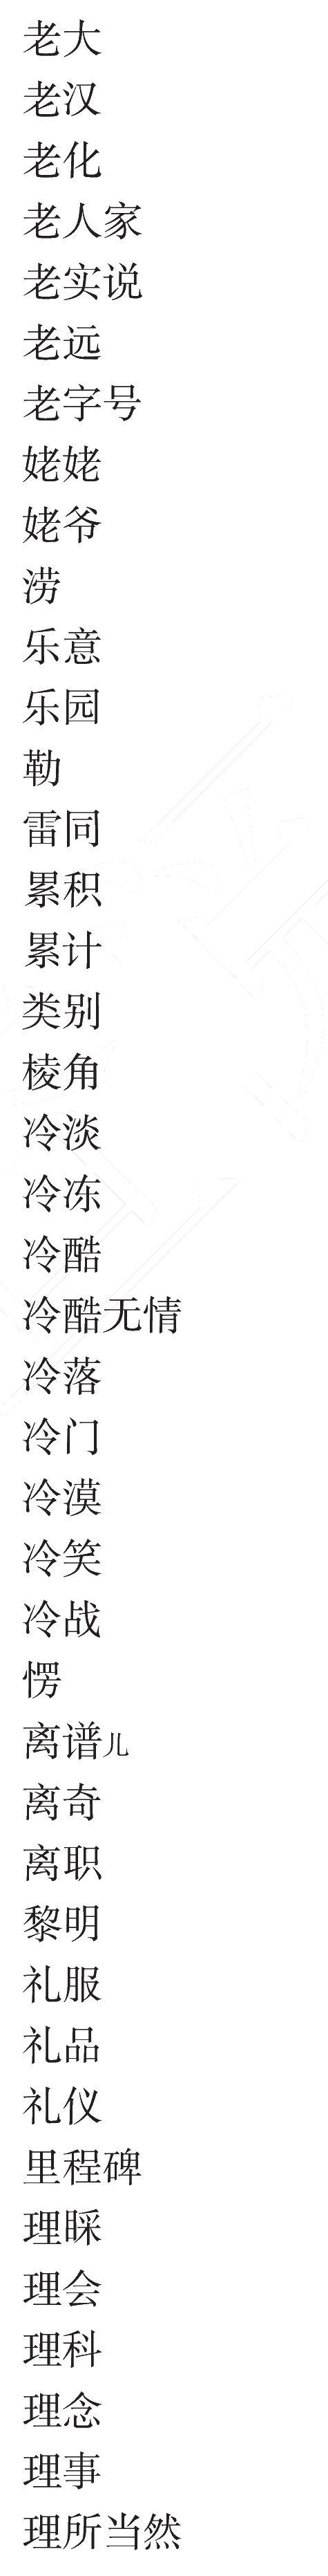 老大
老汉
老化
老人家
老实说
老远
老字号
姥姥
姥爷
涝
乐意
乐园
勒
雷同
累积
累计
类别
棱角
冷淡
冷冻
冷酷
冷酷无情
冷落
冷门
冷漠
冷笑
冷战
愣
离谱儿
离奇
离职
黎明
礼服
礼品
礼仪
里程碑
理睬
理会
理科
理念
理事
理所当然